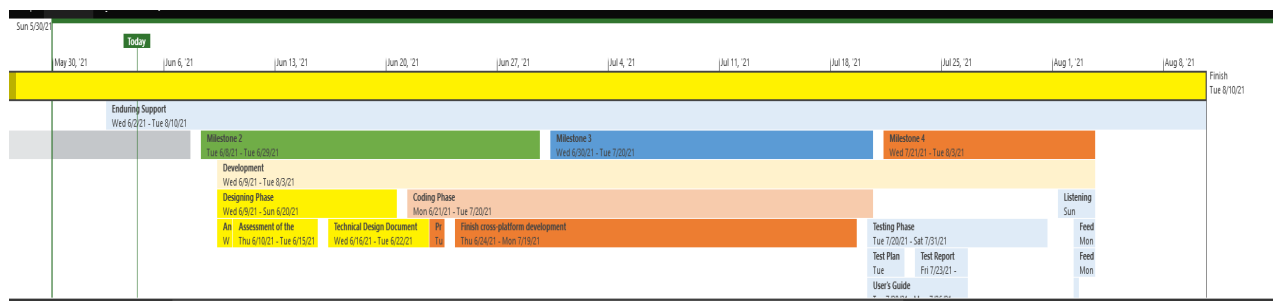 Sun 5/30/21
Today
May 30, '21
Jun 6, '21
Jun 13, '21
Jun 20, '21
Jun 27, '21
Jul 4, '21
Jul 11, '21
Jul 18, '21
Jul 25, '21
Aug 1, '21
Aug 8, '21
Finish
Tue 8/10/21
Enduring Support
Wed 6/2/21 - Tue 8/10/21
Milestone 2
Tue 6/8/21 - Tue 6/29/21
Milestone 3
Wed 6/30/21 - Tue 7/20/21
Milestone 4
Wed 7/21/21 - Tue 8/3/21
Development
Wed 6/9/21 - Tue 8/3/21
Designing Phase
Wed 6/9/21 - Sun 6/20/21
Coding Phase
Mon 6/21/21 - Tue 7/20/21
Listening
Sun
An
W
Assessment of the
Thu 6/10/21 - Tue 6/15/21
Technical Design Document
Wed 6/16/21 - Tue 6/22/21
Pr
Tu
Finish cross-platform development
Thu 6/24/21 - Mon 7/19/21
Testing Phase
Tue 7/20/21 - Sat 7/31/21
Feed
Mon
Test Plan
Tue
Test Report
Fri 7/23/21 -
Feed
Mon
User's Guide